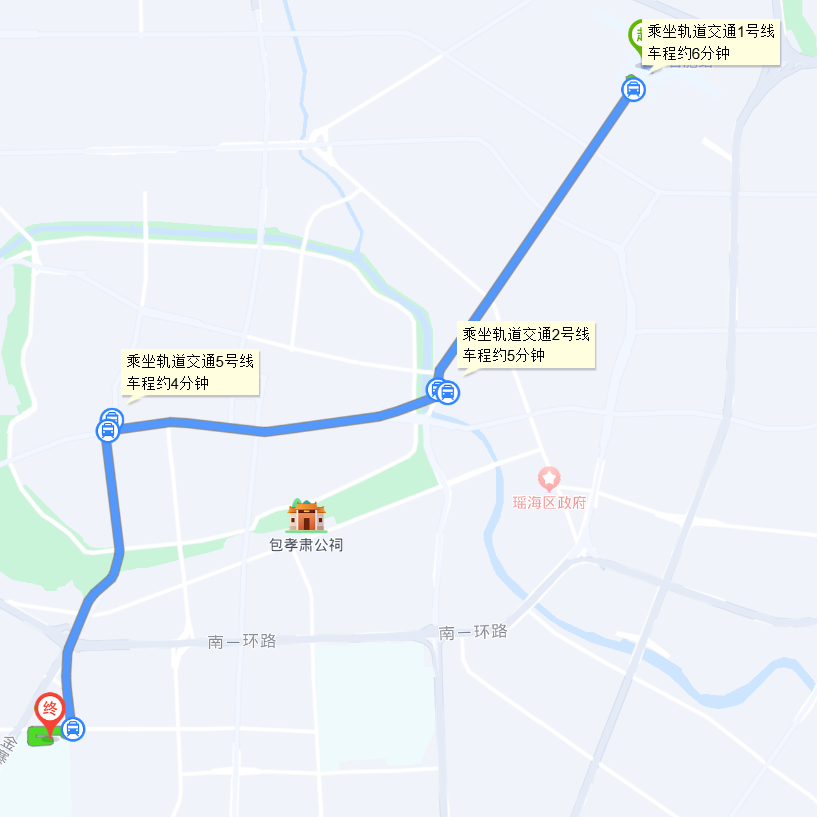 乘坐轨道交通1号线
车程约6分钟
乘坐轨道交通2号线
车程约5分钟
乘坐轨道交通5号线
车程约4分钟
瑶海区政府
包孝肃公祠
南一环路
南一环路
终
金寨